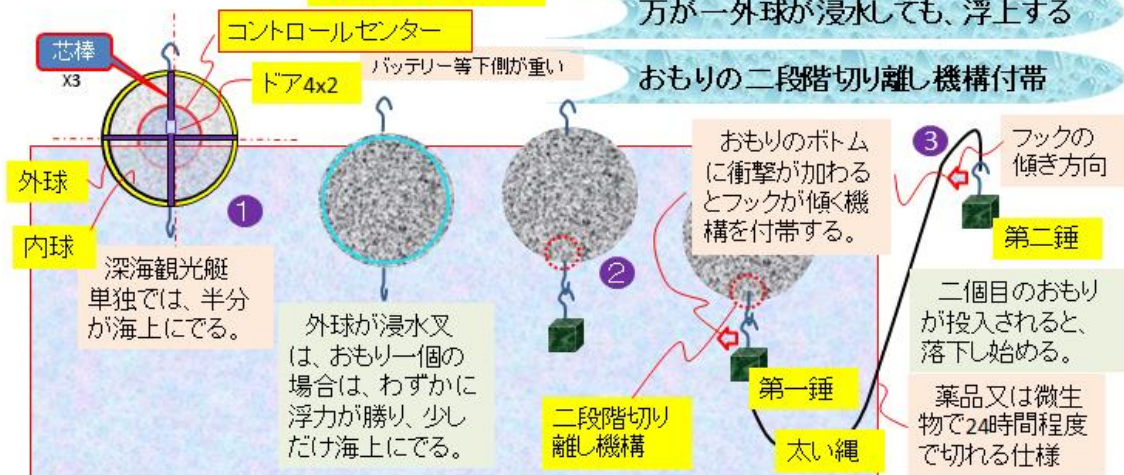 万が一外球が浸水しても、浮上する
おもりの二段階切り離し機構付帯
コントロールセンター
芯棒
X3
ドア4x2
バッテリー等下側が重い
外球
内球
①
深海観光艇
単独では、半分
が海上にでる。
外球が浸水叉
は、おもり一個の
場合は、わずかに
浮力が勝り、少し
だけ海上にでる。
②
おもりのボトム
に衝撃が加わる
とフックが傾く機
構を付帯する。
二段階切り
離し機構
第一錘
太い縄
③
フックの
傾き方向
第二錘
二個目のおもり
が投入されると、
落下し始める。
薬品又は微生
物で24時間程度
で切れる仕様